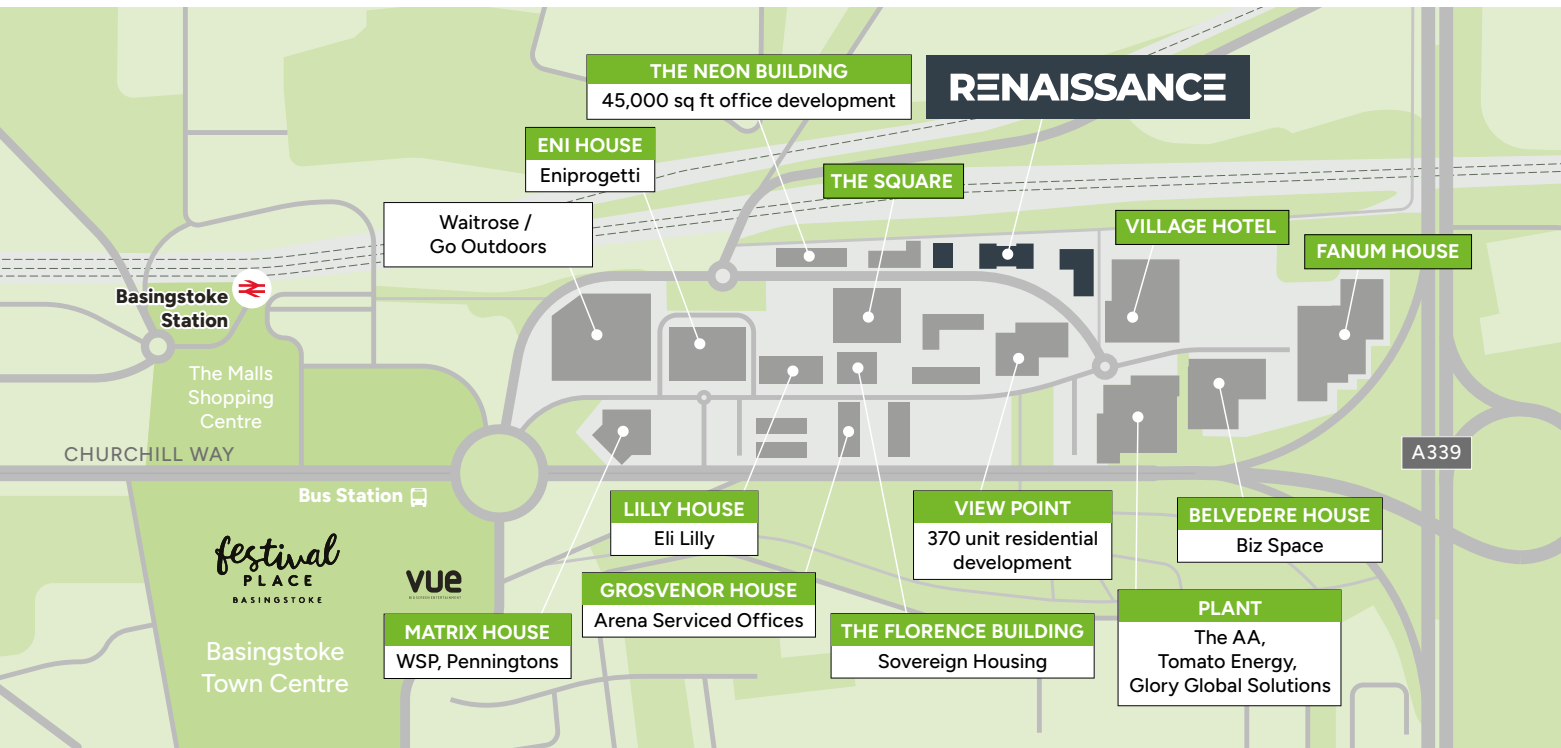 THE NEON BUILDING
45,000 sq ft office development
RENAISSANCE
ENI HOUSE
Eniprogetti
THE SQUARE
Waitrose /
Go Outdoors
VILLAGE HOTEL
FANUM HOUSE
Basingstoke
Station
The Malls
Shopping
Centre
CHURCHILL WAY
A339
Bus Station
LILLY HOUSE
Eli Lilly
VIEW POINT
370 unit residential
development
BELVEDERE HOUSE
Biz Space
festival
PLACE
BASINGSTOKE
vue
GROSVENOR HOUSE
Arena Serviced Offices
MATRIX HOUSE
WSP, Penningtons
THE FLORENCE BUILDING
Sovereign Housing
PLANT
The AA,
Tomato Energy,
Glory Global Solutions
Basingstoke
Town Centre